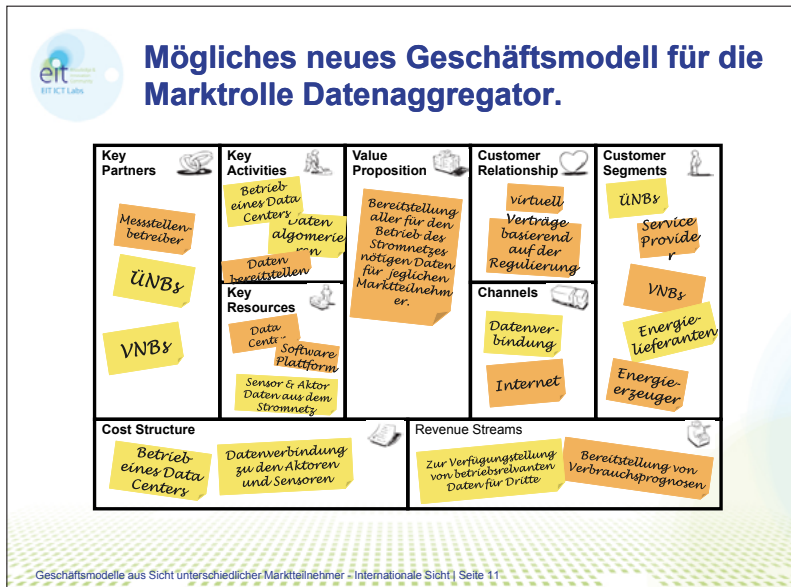 eit
EIT ICT Labs
Mögliches neues Geschäftsmodell für die
Marktrolle Datenaggregator.
Key
Partners
Messstellen-
betreiber
ÜNBs
VNBs
Key
Activities
Betrieb
eines Data
Centers
Daten
algomerie
ren
Daten
bereitstellen
Key
Resources
Data
Center
Software
Plattform
Sensor & Aktor
Daten aus dem
Stromnetz
Value
Proposition
Bereitstellung
aller für den
Betrieb des
Stromnetzes
nötigen Daten
für jeglichen
Marktteilnehm
er.
Customer
Relationship
virtuell
Verträge
basierend
auf der
Regulierung
Channels
Datenver-
bindung
Internet
Customer
Segments
ÜNBs
Service
Provide
r
VNBs
Energie-
lieferanten
Energie-
erzeuger
Cost Structure
Betrieb
eines Data
Centers
Datenverbindung
zu den Aktoren
und Sensoren
Revenue Streams
Zur Verfügungstellung
von betriebsrelvanten
Daten für Dritte
Bereitstellung von
Verbrauchsprognosen
Geschäftsmodelle aus Sicht unterschiedlicher Marktteilnehmer - Internationale Sicht | Seite 11